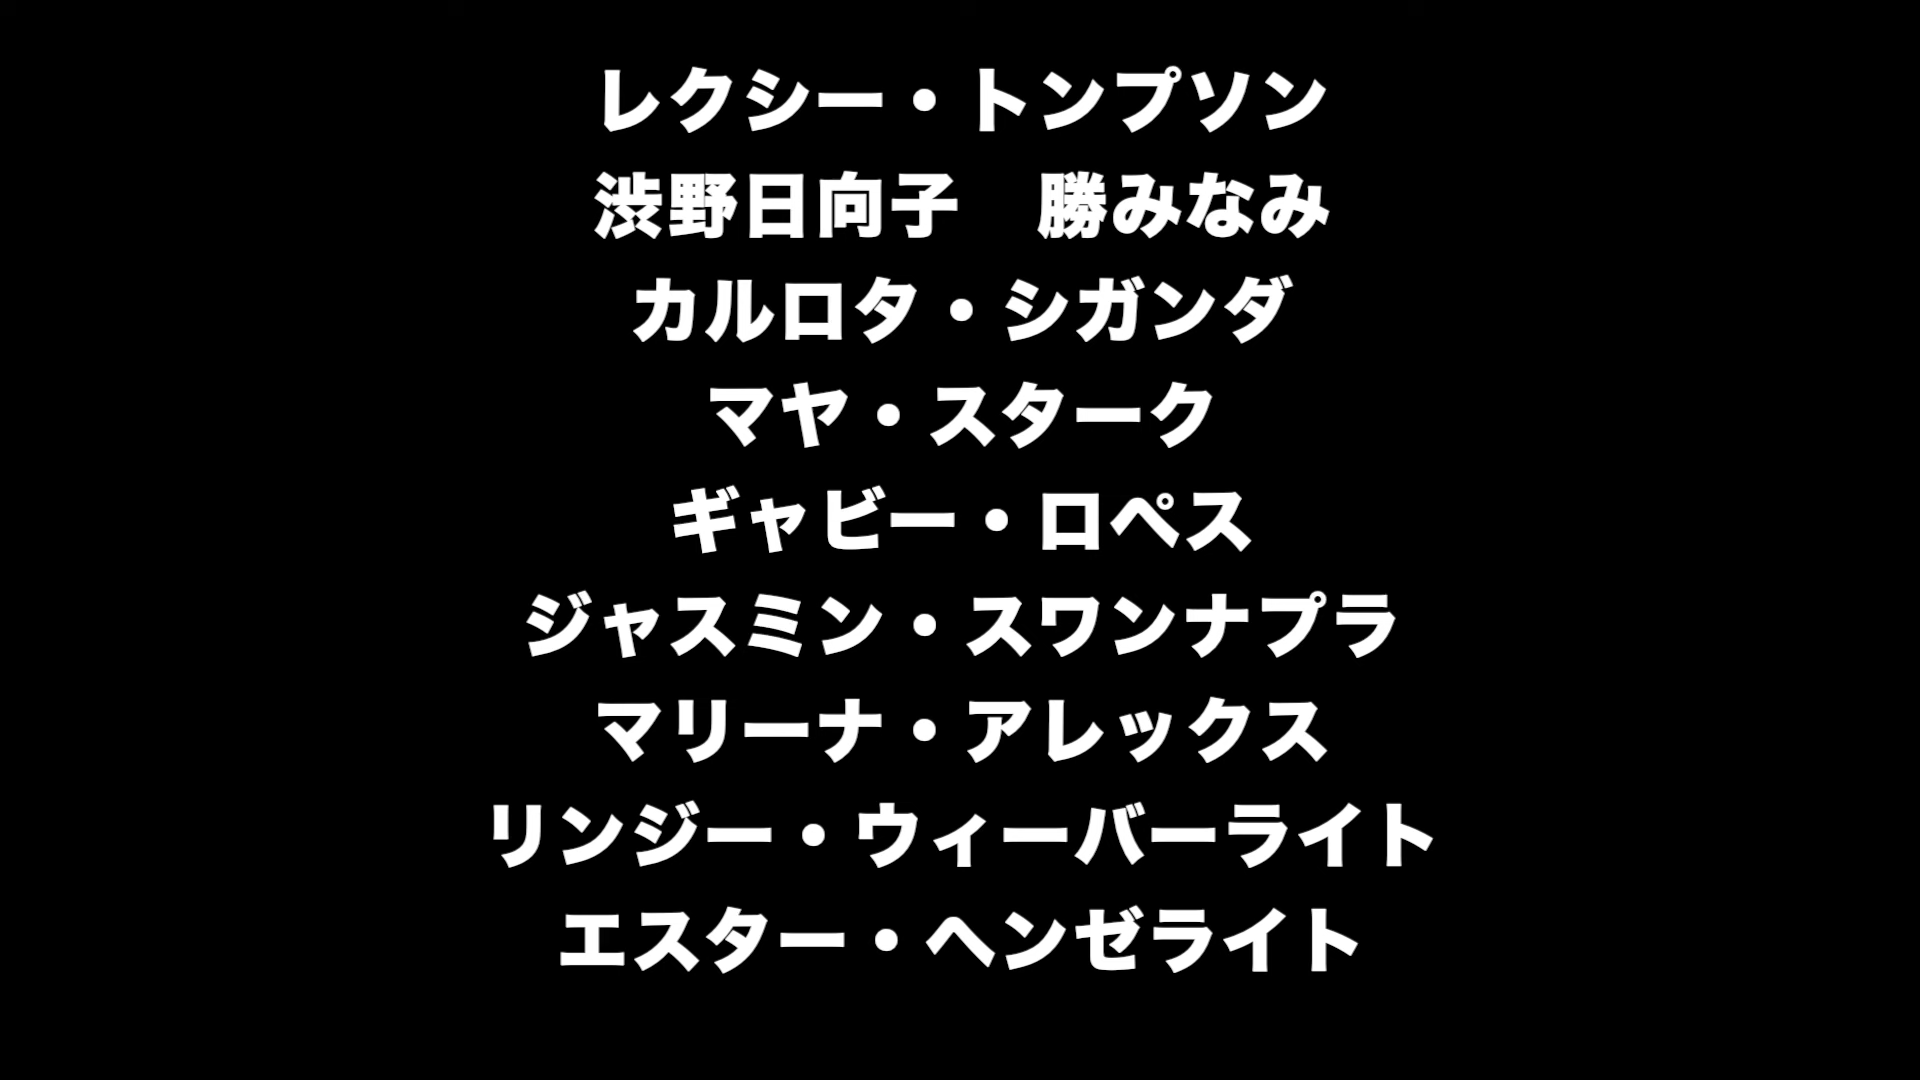 レクシー・トンプソン
渋野日向子　勝みなみ
カルロタ・シガンダ
マヤ・スターク
ギャビー・ロペス
ジャスミン・スワンナプラ
マリーナ・アレックス
リンジー・ウィーバーライト
エスター・ヘンゼライト